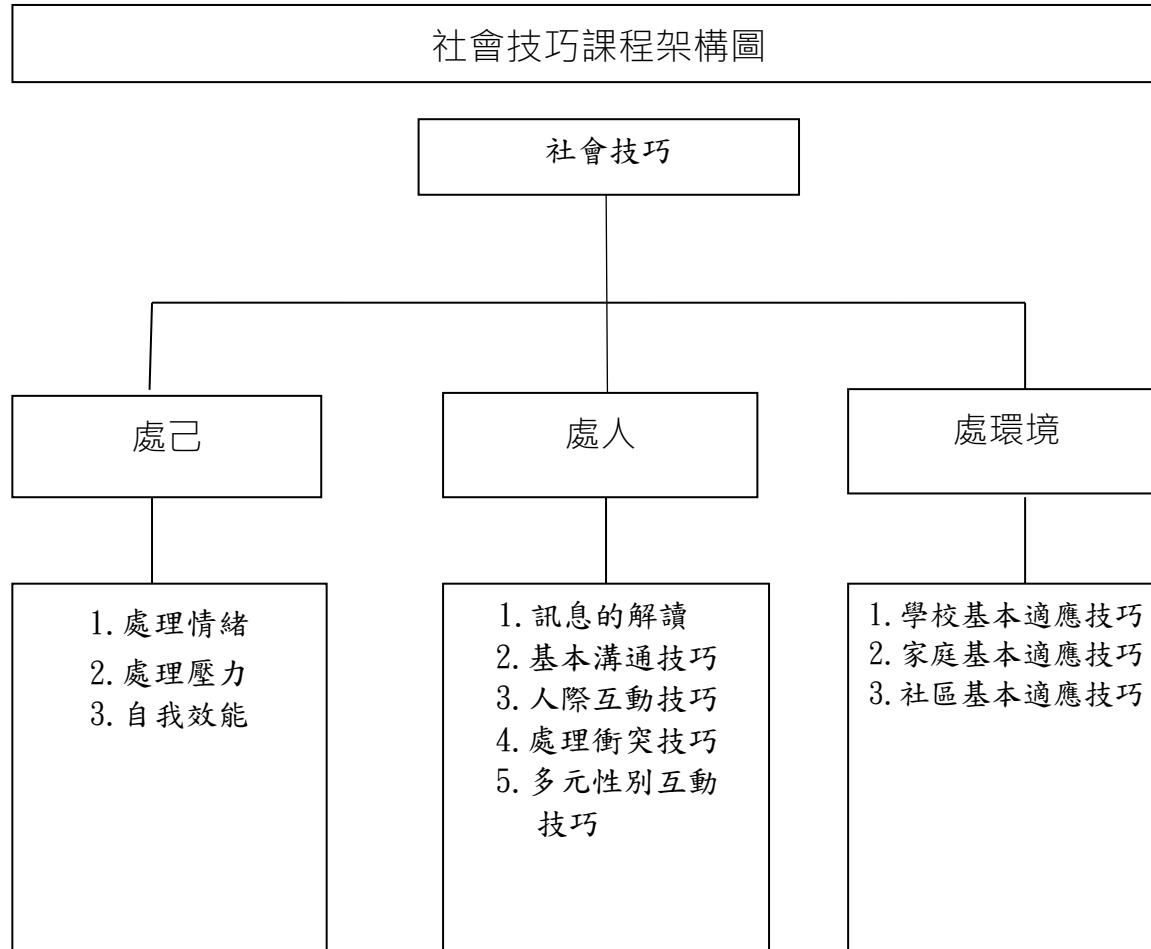 社會技巧課程架構圖
社會技巧
處己
處人
處環境
1.處理情緒
2.處理壓力
3.自我效能
1.訊息的解讀
2.基本溝通技巧
3.人際互動技巧
4.處理衝突技巧
5.多元性別互動
技巧
1.學校基本適應技巧
2.家庭基本適應技巧
3.社區基本適應技巧